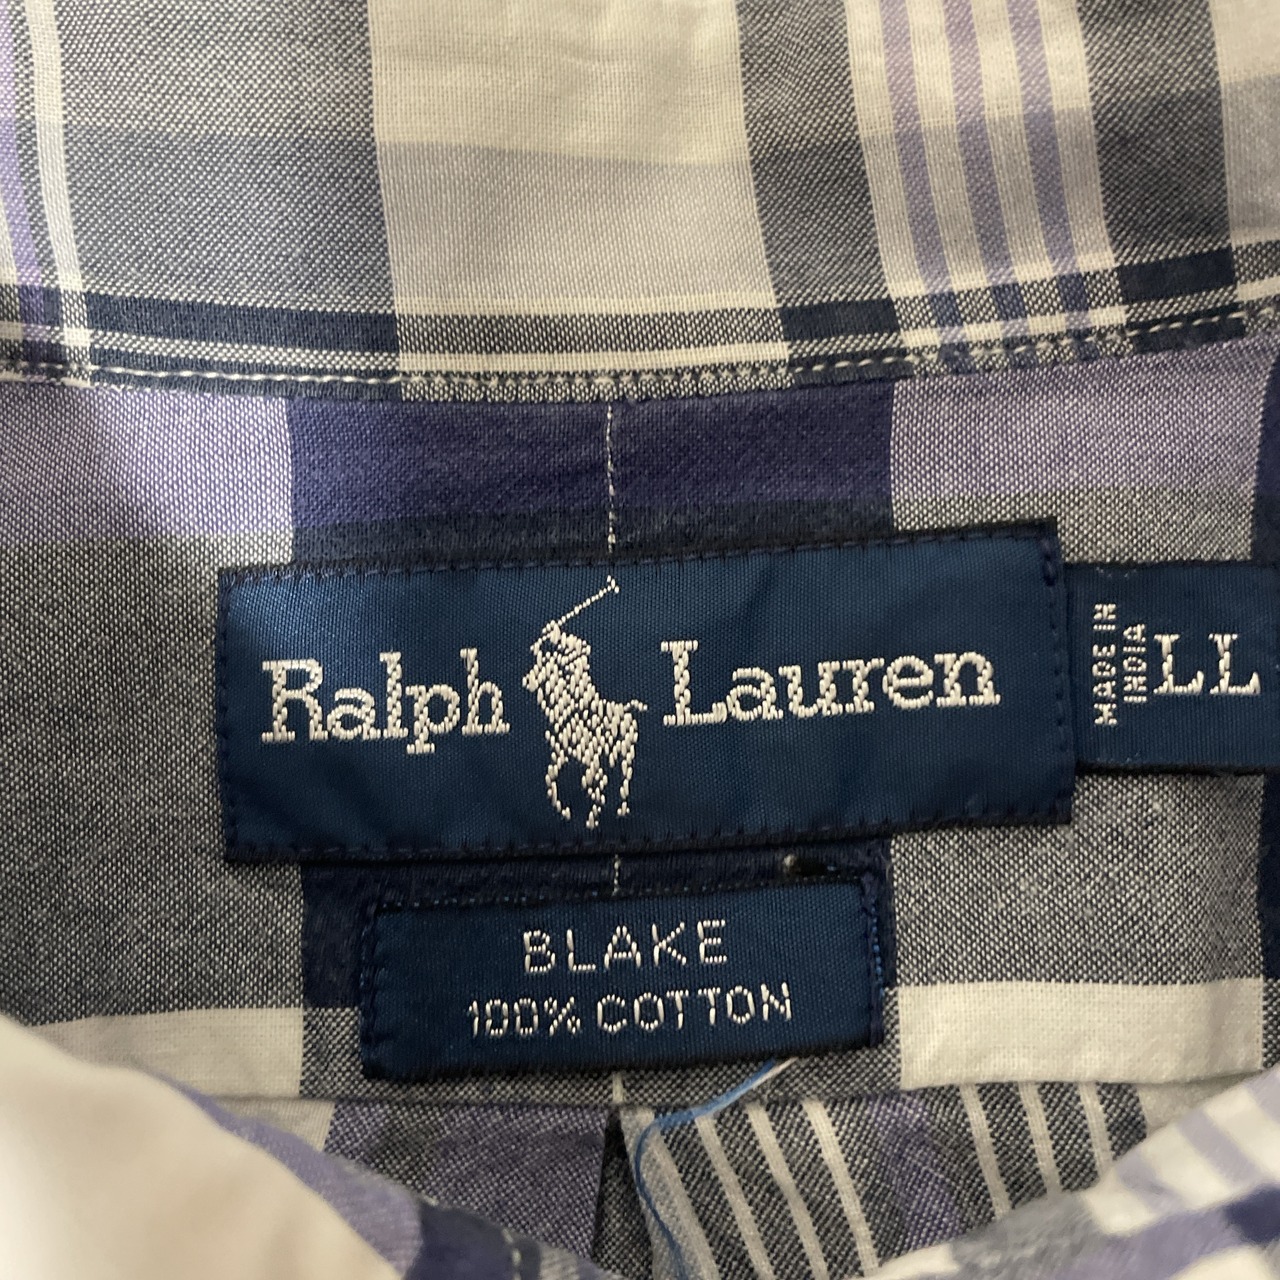 Ralph Lauren
MADE IN
INDIA
LL
BLAKE
100% COTTON